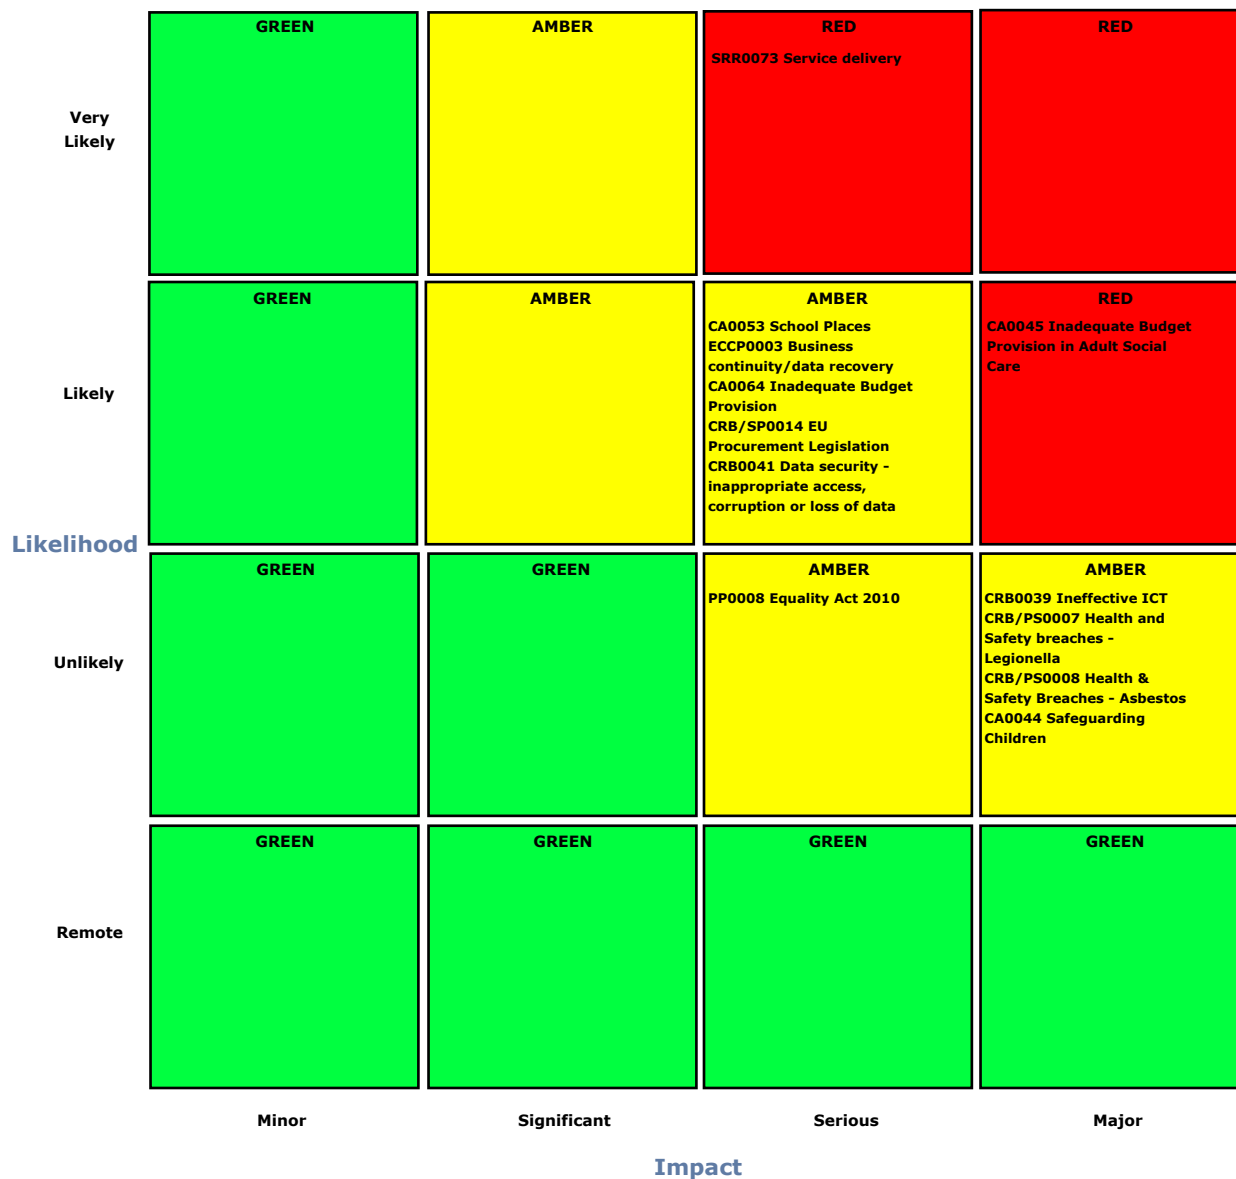 GREEN
AMBER
RED
RED
SRR0073 Service delivery
Very
Likely
GREEN
AMBER
AMBER
RED
CA0053 School Places
ECCP0003 Business
continuity/data recovery
CA0064 Inadequate Budget
Provision
CRB/SP0014 EU
Procurement Legislation
CRB0041 Data security -
inappropriate access,
corruption or loss of data
CA0045 Inadequate Budget
Provision in Adult Social
Care
Likely
Likelihood
GREEN
GREEN
AMBER
AMBER
PP0008 Equality Act 2010
CRB0039 Ineffective ICT
CRB/PS0007 Health and
Safety breaches -
Legionella
CRB/PS0008 Health &
Safety Breaches - Asbestos
CA0044 Safeguarding
Children
Unlikely
GREEN
GREEN
GREEN
GREEN
Remote
Minor
Significant
Serious
Major
Impact